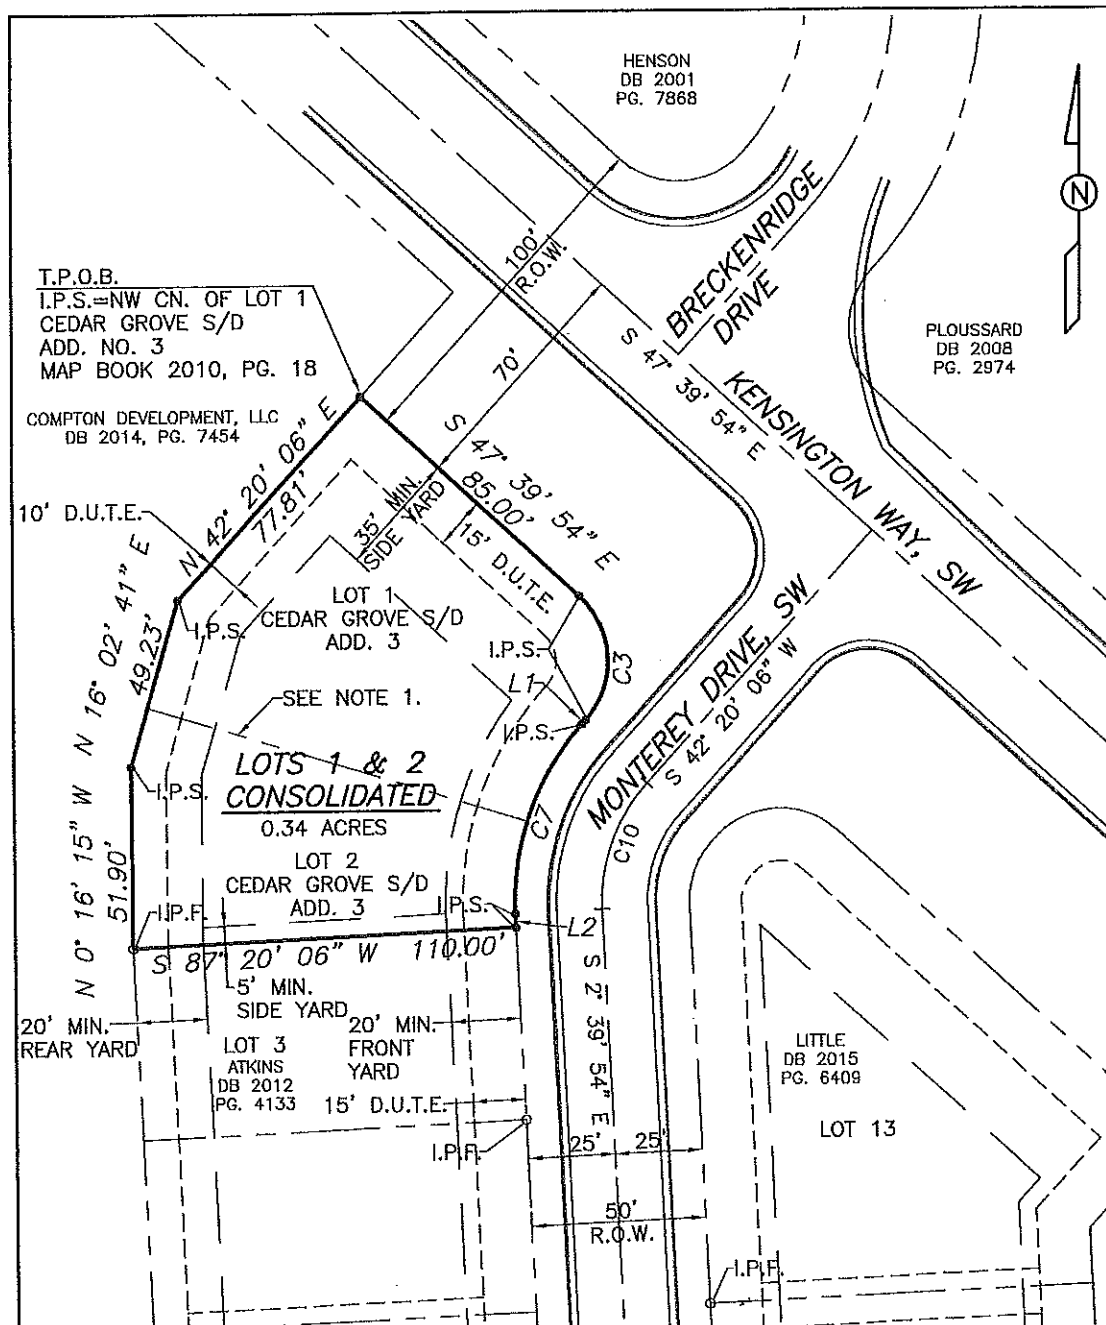 HENSON
DB 2001
PG. 7868
N
BRECKENRIDGE
DRIVE
100'
R.O.W.
T.P.O.B.
I.P.S.=NW CN. OF LOT 1
CEDAR GROVE S/D
ADD. NO. 3
MAP BOOK 2010, PG. 18
PLOUSSARD
DB 2008
PG. 2974
S 47° 39' 54" E
KENSINGTON WAY, SW
70'
COMPTON DEVELOPMENT, LLC
DB 2014, PG. 7454
N 42° 20' 06" E
77.81'
S 47° 39' 54" E
85.00'
10' D.U.T.E.
35' MIN.
SIDE YARD
15' D.U.T.E.
LOT 1
CEDAR GROVE S/D
ADD. 3
I.P.S.
N 16° 02' 41" E
49.23'
I.P.S.
C3
L1
I.P.S.
MONTEREY DRIVE, SW
S 42° 20' 06" W
SEE NOTE 1.
LOTS 1 & 2
CONSOLIDATED
0.34 ACRES
I.P.S.
C7
C10
N 0° 16' 15" W
51.90'
LOT 2
CEDAR GROVE S/D
ADD. 3
I.P.F.
I.P.S.
L2
S 87° 20' 06" W 110.00'
5' MIN.
SIDE YARD
20' MIN.
REAR YARD
20' MIN.
FRONT
YARD
S 2° 39' 54" E
LOT 3
ATKINS
DB 2012
PG. 4133
15' D.U.T.E.
I.P.F.
25'
25'
LITTLE
DB 2015
PG. 6409
LOT 13
50'
R.O.W.
I.P.F.